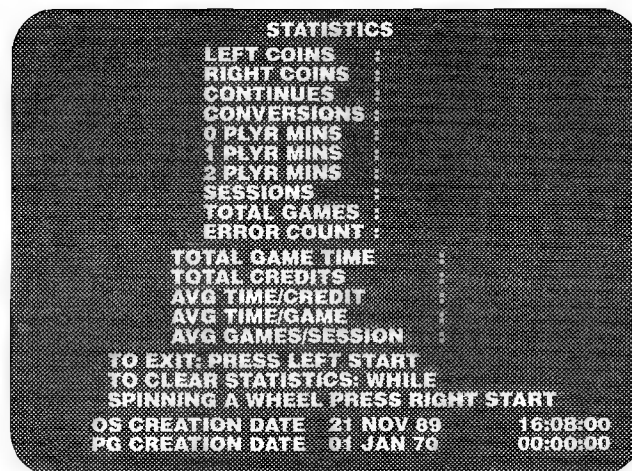 STATISTICS
LEFT COINS :
RIGHT COINS :
CONTINUES :
CONVERSIONS :
0 PLYR MINS :
1 PLYR MINS :
2 PLYR MINS :
SESSIONS :
TOTAL GAMES :
ERROR COUNT :
TOTAL GAME TIME :
TOTAL CREDITS :
AVG TIME/CREDIT :
AVG TIME/GAME :
AVG GAMES/SESSION :
TO EXIT: PRESS LEFT START
TO CLEAR STATISTICS: WHILE
SPINNING A WHEEL PRESS RIGHT START
OS CREATION DATE 21 NOV 89 16:08:00
PG CREATION DATE 01 JAN 70 00:00:00